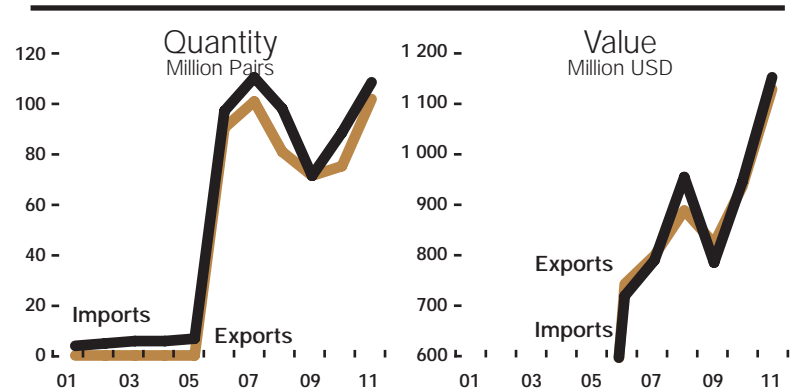 Quantity
Million Pairs
120
100
80
60
40
20
0
Imports
Exports
01 03 05 07 09 11
Value
Million USD
1 200
1 100
1 000
900
800
700
600
Exports
Imports
01 03 05 07 09 11